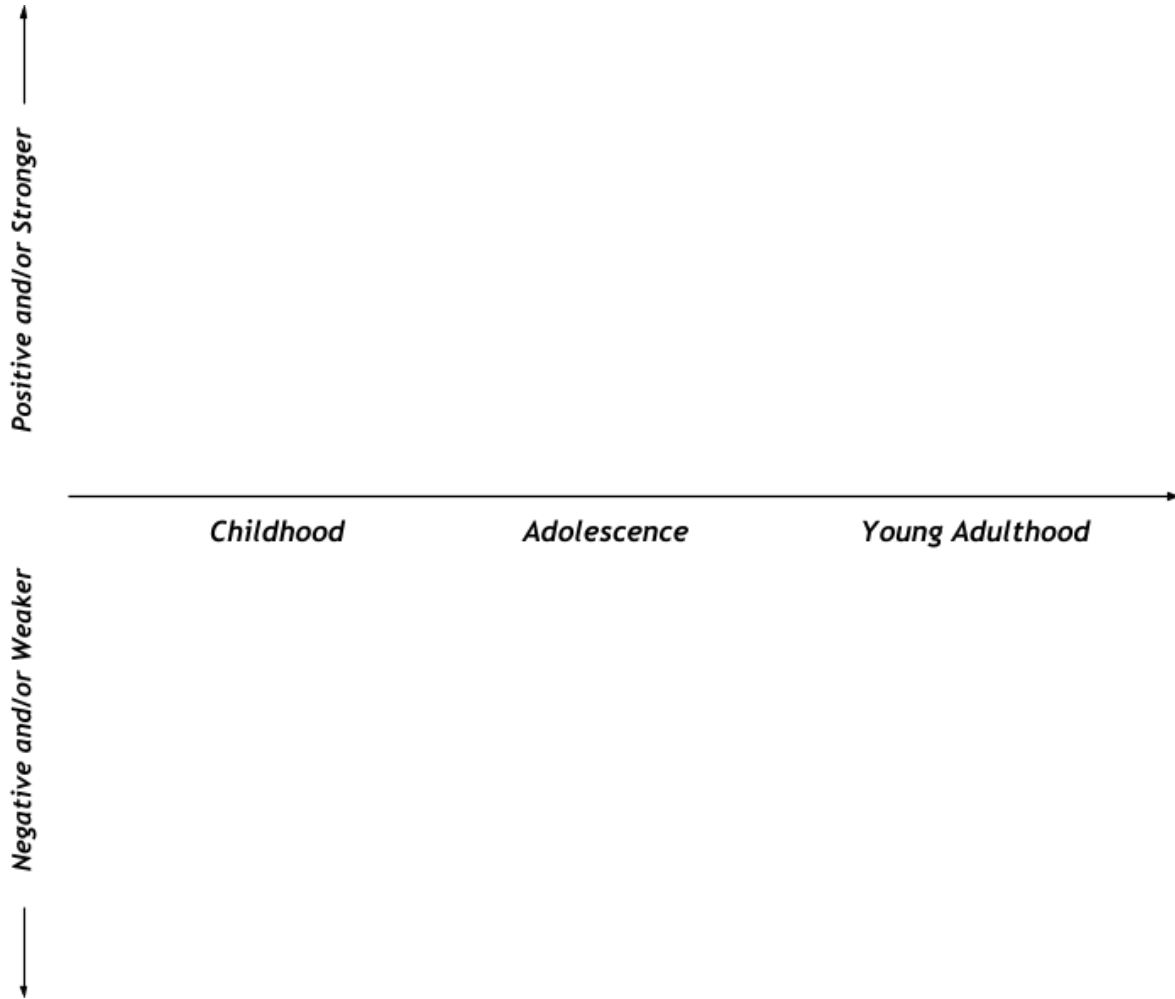 Positive and/or Stronger
Childhood
Adolescence
Young Adulthood
Negative and/or Weaker